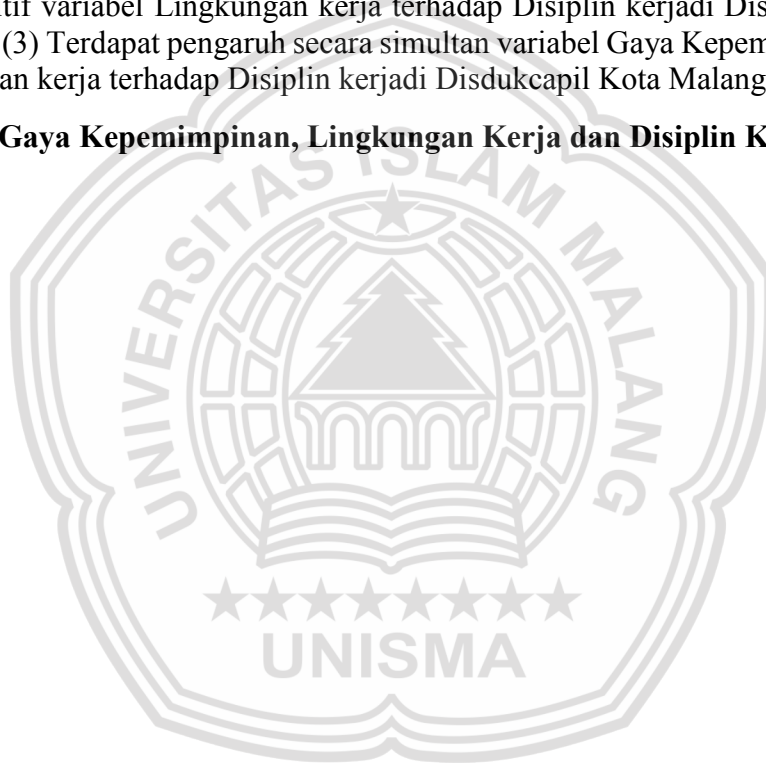 tif variabel Lingkungan kerja terhadap Disiplin kerjadi Dis
(3) Terdapat pengaruh secara simultan variabel Gaya Kepem
an kerja terhadap Disiplin kerjadi Disdukcapil Kota Malang
Gaya Kepemimpinan, Lingkungan Kerja dan Disiplin K
UNIVERSITAS ISLAM MALANG
UNISMA